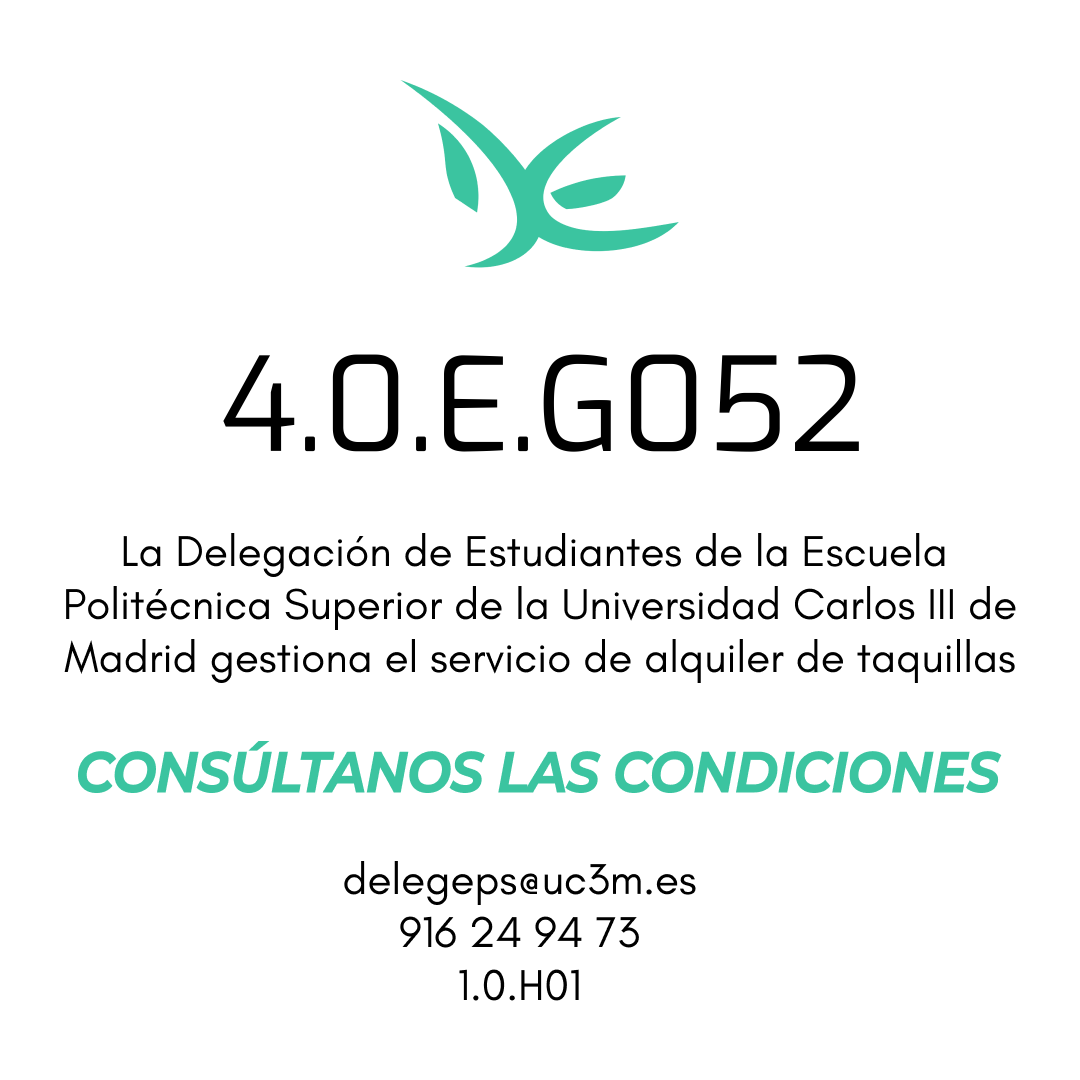 4.0.E.G052
La Delegación de Estudiantes de la Escuela
Politécnica Superior de la Universidad Carlos III de
Madrid gestiona el servicio de alquiler de taquillas
CONSÚLTANOS LAS CONDICIONES
delegeps@uc3m.es
916 24 94 73
1.0.H01